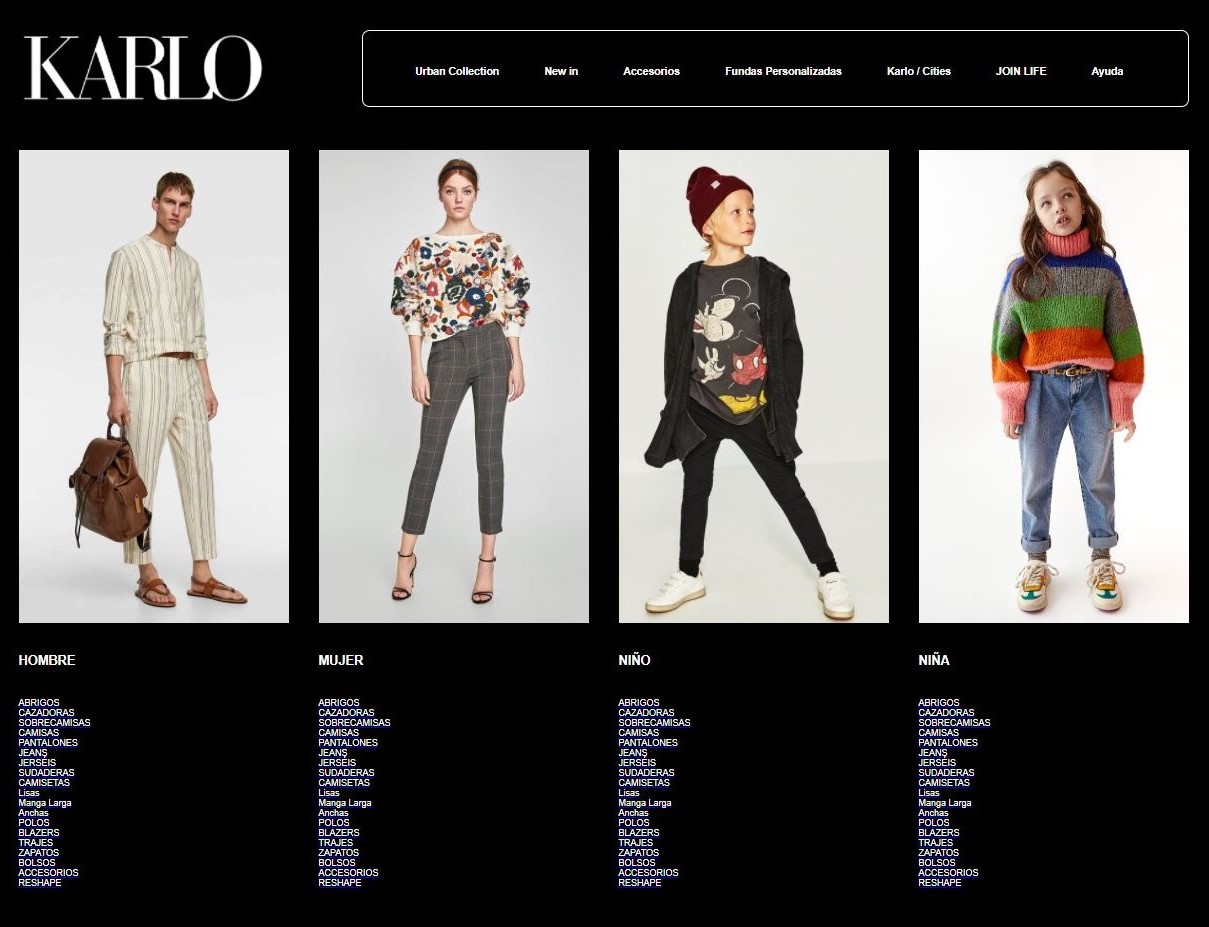 KARLO
Urban Collection New in Accesorios Fundas Personalizadas Karlo / Cities JOIN LIFE Ayuda
HOMBRE
ABRIGOS
CAZADORAS
SOBRECAMISAS
CAMISAS
PANTALONES
JEANS
JERSÉIS
SUDADERAS
CAMISETAS
Lisas
Manga Larga
Anchas
POLOS
BLAZERS
TRAJES
ZAPATOS
BOLSOS
ACCESORIOS
RESHAPE
MUJER
ABRIGOS
CAZADORAS
SOBRECAMISAS
CAMISAS
PANTALONES
JEANS
JERSÉIS
SUDADERAS
CAMISETAS
Lisas
Manga Larga
Anchas
POLOS
BLAZERS
TRAJES
ZAPATOS
BOLSOS
ACCESORIOS
RESHAPE
NIÑO
ABRIGOS
CAZADORAS
SOBRECAMISAS
CAMISAS
PANTALONES
JEANS
JERSÉIS
SUDADERAS
CAMISETAS
Lisas
Manga Larga
Anchas
POLOS
BLAZERS
TRAJES
ZAPATOS
BOLSOS
ACCESORIOS
RESHAPE
NIÑA
ABRIGOS
CAZADORAS
SOBRECAMISAS
CAMISAS
PANTALONES
JEANS
JERSÉIS
SUDADERAS
CAMISETAS
Lisas
Manga Larga
Anchas
POLOS
BLAZERS
TRAJES
ZAPATOS
BOLSOS
ACCESORIOS
RESHAPE